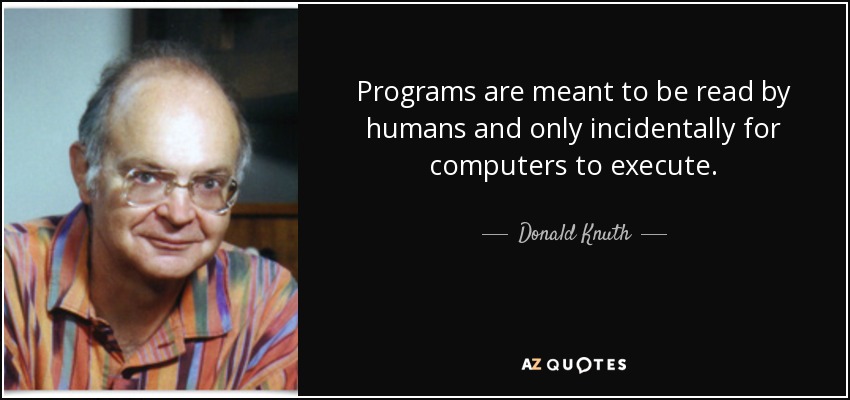 Programs are meant to be read by
humans and only incidentally for
computers to execute.
Donald Knuth
AZ QUOTES